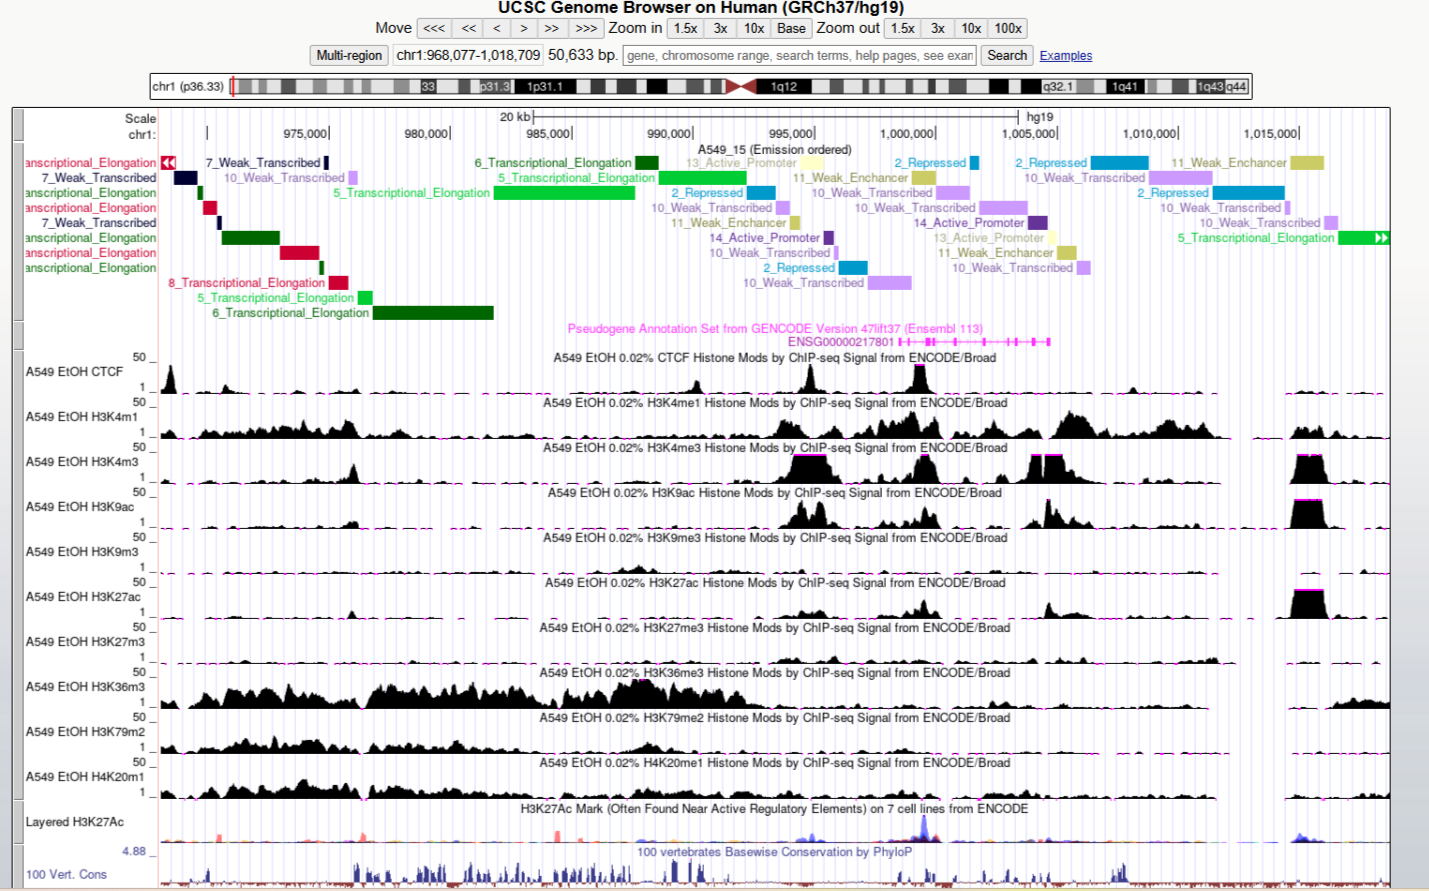 UCSC Genome Browser on Human (GRCh37/hg19)
Move <<< << < > >> >>> Zoom in 1.5x 3x 10x Base Zoom out 1.5x 3x 10x 100x
Multi-region chr1:968,077-1,018,709 50,633 bp. gene, chromosome range, search terms, help pages, see exan Search Examples
chr1 (p36.33) 33 p31.3 1p31.1 1q12 q32.1 1q41 1q43 q44
Scale 20 kb hg19
chr1: 975,000 980,000 985,000 990,000 995,000 1,000,000 1,005,000 1,010,000 1,015,000
A549_15 (Emission ordered)
anscriptional_Elongation 7_Weak_Transcribed 6_Transcriptional_Elongation 13_Active_Promoter 2_Repressed 2_Repressed 11_Weak_Enchancer
7_Weak_Transcribed 10_Weak_Transcribed 5_Transcriptional_Elongation 11_Weak_Enchancer 10_Weak_Transcribed
anscriptional_Elongation 5_Transcriptional_Elongation 2_Repressed 10_Weak_Transcribed 2_Repressed
anscriptional_Elongation 10_Weak_Transcribed 10_Weak_Transcribed 10_Weak_Transcribed
7_Weak_Transcribed 11_Weak_Enchancer 14_Active_Promoter 10_Weak_Transcribed
anscriptional_Elongation 14_Active_Promoter 13_Active_Promoter 5_Transcriptional_Elongation
anscriptional_Elongation 10_Weak_Transcribed 11_Weak_Enchancer
anscriptional_Elongation 2_Repressed 10_Weak_Transcribed
8_Transcriptional_Elongation 10_Weak_Transcribed
5_Transcriptional_Elongation
6_Transcriptional_Elongation
Pseudogene Annotation Set from GENCODE Version 47lift37 (Ensembl 113)
ENSG00000217801
50 A549 EtOH 0.02% CTCF Histone Mods by ChIP-seq Signal from ENCODE/Broad
A549 EtOH CTCF
1
50 A549 EtOH 0.02% H3K4me1 Histone Mods by ChIP-seq Signal from ENCODE/Broad
A549 EtOH H3K4m1
1
50 A549 EtOH 0.02% H3K4me3 Histone Mods by ChIP-seq Signal from ENCODE/Broad
A549 EtOH H3K4m3
1
50 A549 EtOH 0.02% H3K9ac Histone Mods by ChIP-seq Signal from ENCODE/Broad
A549 EtOH H3K9ac
1
50 A549 EtOH 0.02% H3K9me3 Histone Mods by ChIP-seq Signal from ENCODE/Broad
A549 EtOH H3K9m3
1
50 A549 EtOH 0.02% H3K27ac Histone Mods by ChIP-seq Signal from ENCODE/Broad
A549 EtOH H3K27ac
1
50 A549 EtOH 0.02% H3K27me3 Histone Mods by ChIP-seq Signal from ENCODE/Broad
A549 EtOH H3K27m3
1
50 A549 EtOH 0.02% H3K36me3 Histone Mods by ChIP-seq Signal from ENCODE/Broad
A549 EtOH H3K36m3
1
50 A549 EtOH 0.02% H3K79me2 Histone Mods by ChIP-seq Signal from ENCODE/Broad
A549 EtOH H3K79m2
1
50 A549 EtOH 0.02% H4K20me1 Histone Mods by ChIP-seq Signal from ENCODE/Broad
A549 EtOH H4K20m1
1
H3K27Ac Mark (Often Found Near Active Regulatory Elements) on 7 cell lines from ENCODE
Layered H3K27Ac
4.88 100 vertebrates Basewise Conservation by PhyloP
100 Vert. Cons